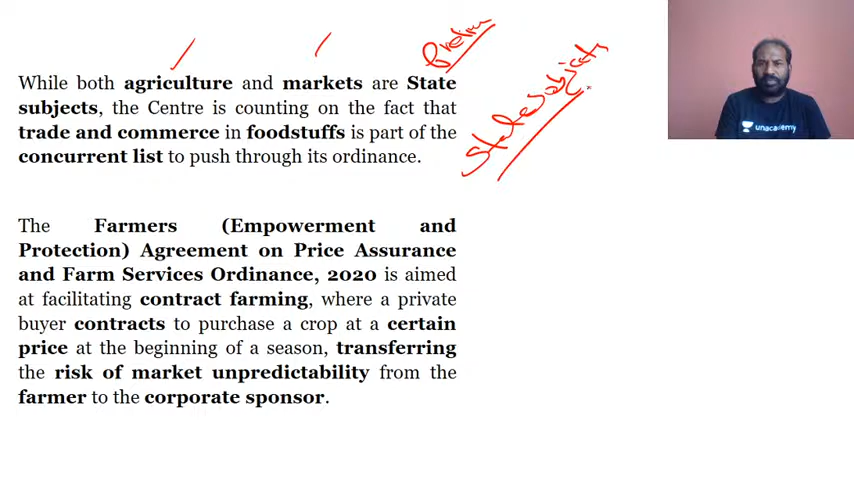 While both agriculture and markets are State
subjects, the Centre is counting on the fact that
trade and commerce in foodstuffs is part of the
concurrent list to push through its ordinance.
State subjects
unacademy
The Farmers (Empowerment and
Protection) Agreement on Price Assurance
and Farm Services Ordinance, 2020 is aimed
at facilitating contract farming, where a private
buyer contracts to purchase a crop at a certain
price at the beginning of a season, transferring
the risk of market unpredictability from the
farmer to the corporate sponsor.